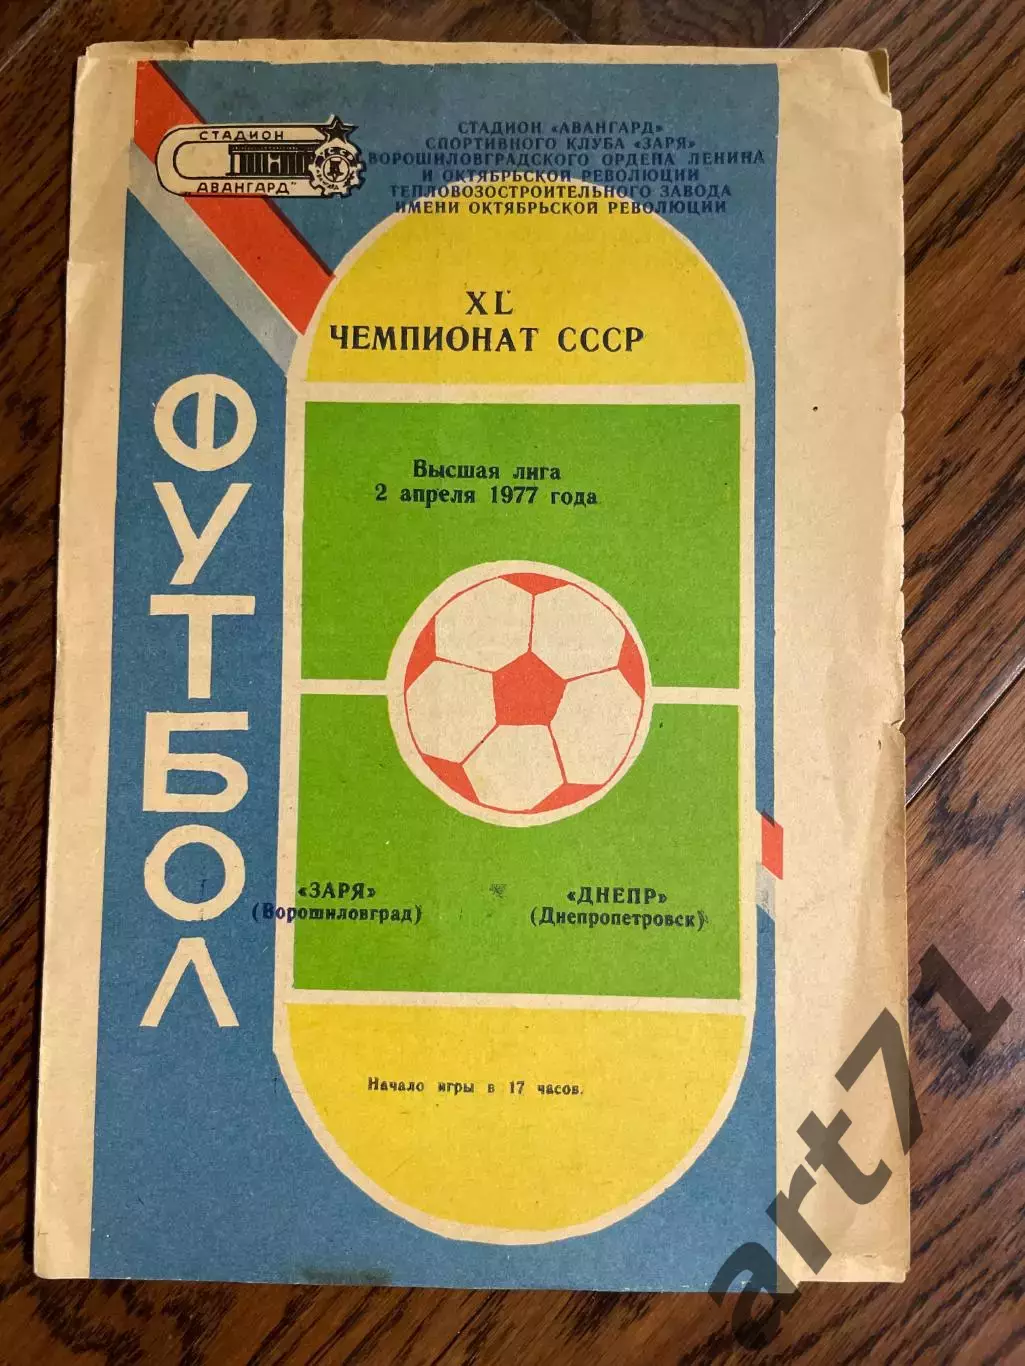 СТАДИОН
„АВАНГАРД"
СТАДИОН «АВАНГАРД»
СПОРТИВНОГО КЛУБА «ЗАРЯ»
ВОРОШИЛОВГРАДСКОГО ОРДЕНА ЛЕНИНА
И ОКТЯБРЬСКОЙ РЕВОЛЮЦИИ
ТЕПЛОВОЗОСТРОИТЕЛЬНОГО ЗАВОДА
ИМЕНИ ОКТЯБРЬСКОЙ РЕВОЛЮЦИИ
XL
ЧЕМПИОНАТ СССР
ФУТБОЛ
Высшая лига
2 апреля 1977 года
«ЗАРЯ»
(Ворошиловград)
«ДНЕПР»
(Днепропетровск)
Начало игры в 17 часов.
art71